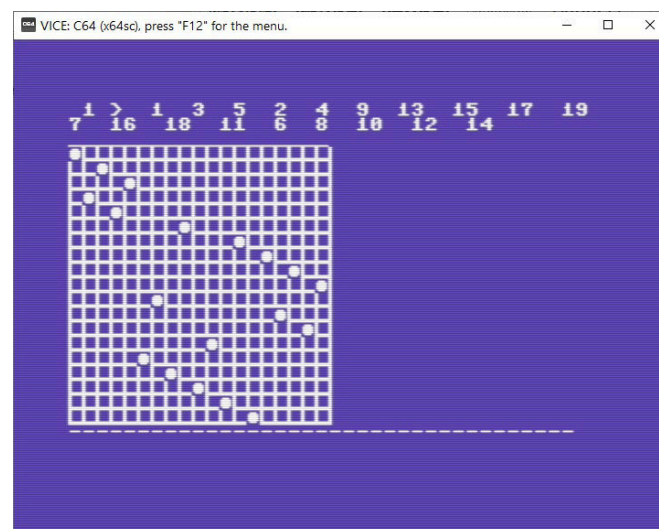 C64
VICE: C64 (x64sc), press "F12" for the menu.
1 > 1 3 5 2 4 9 13 15 17 19
7 16 18 11 6 8 10 12 14